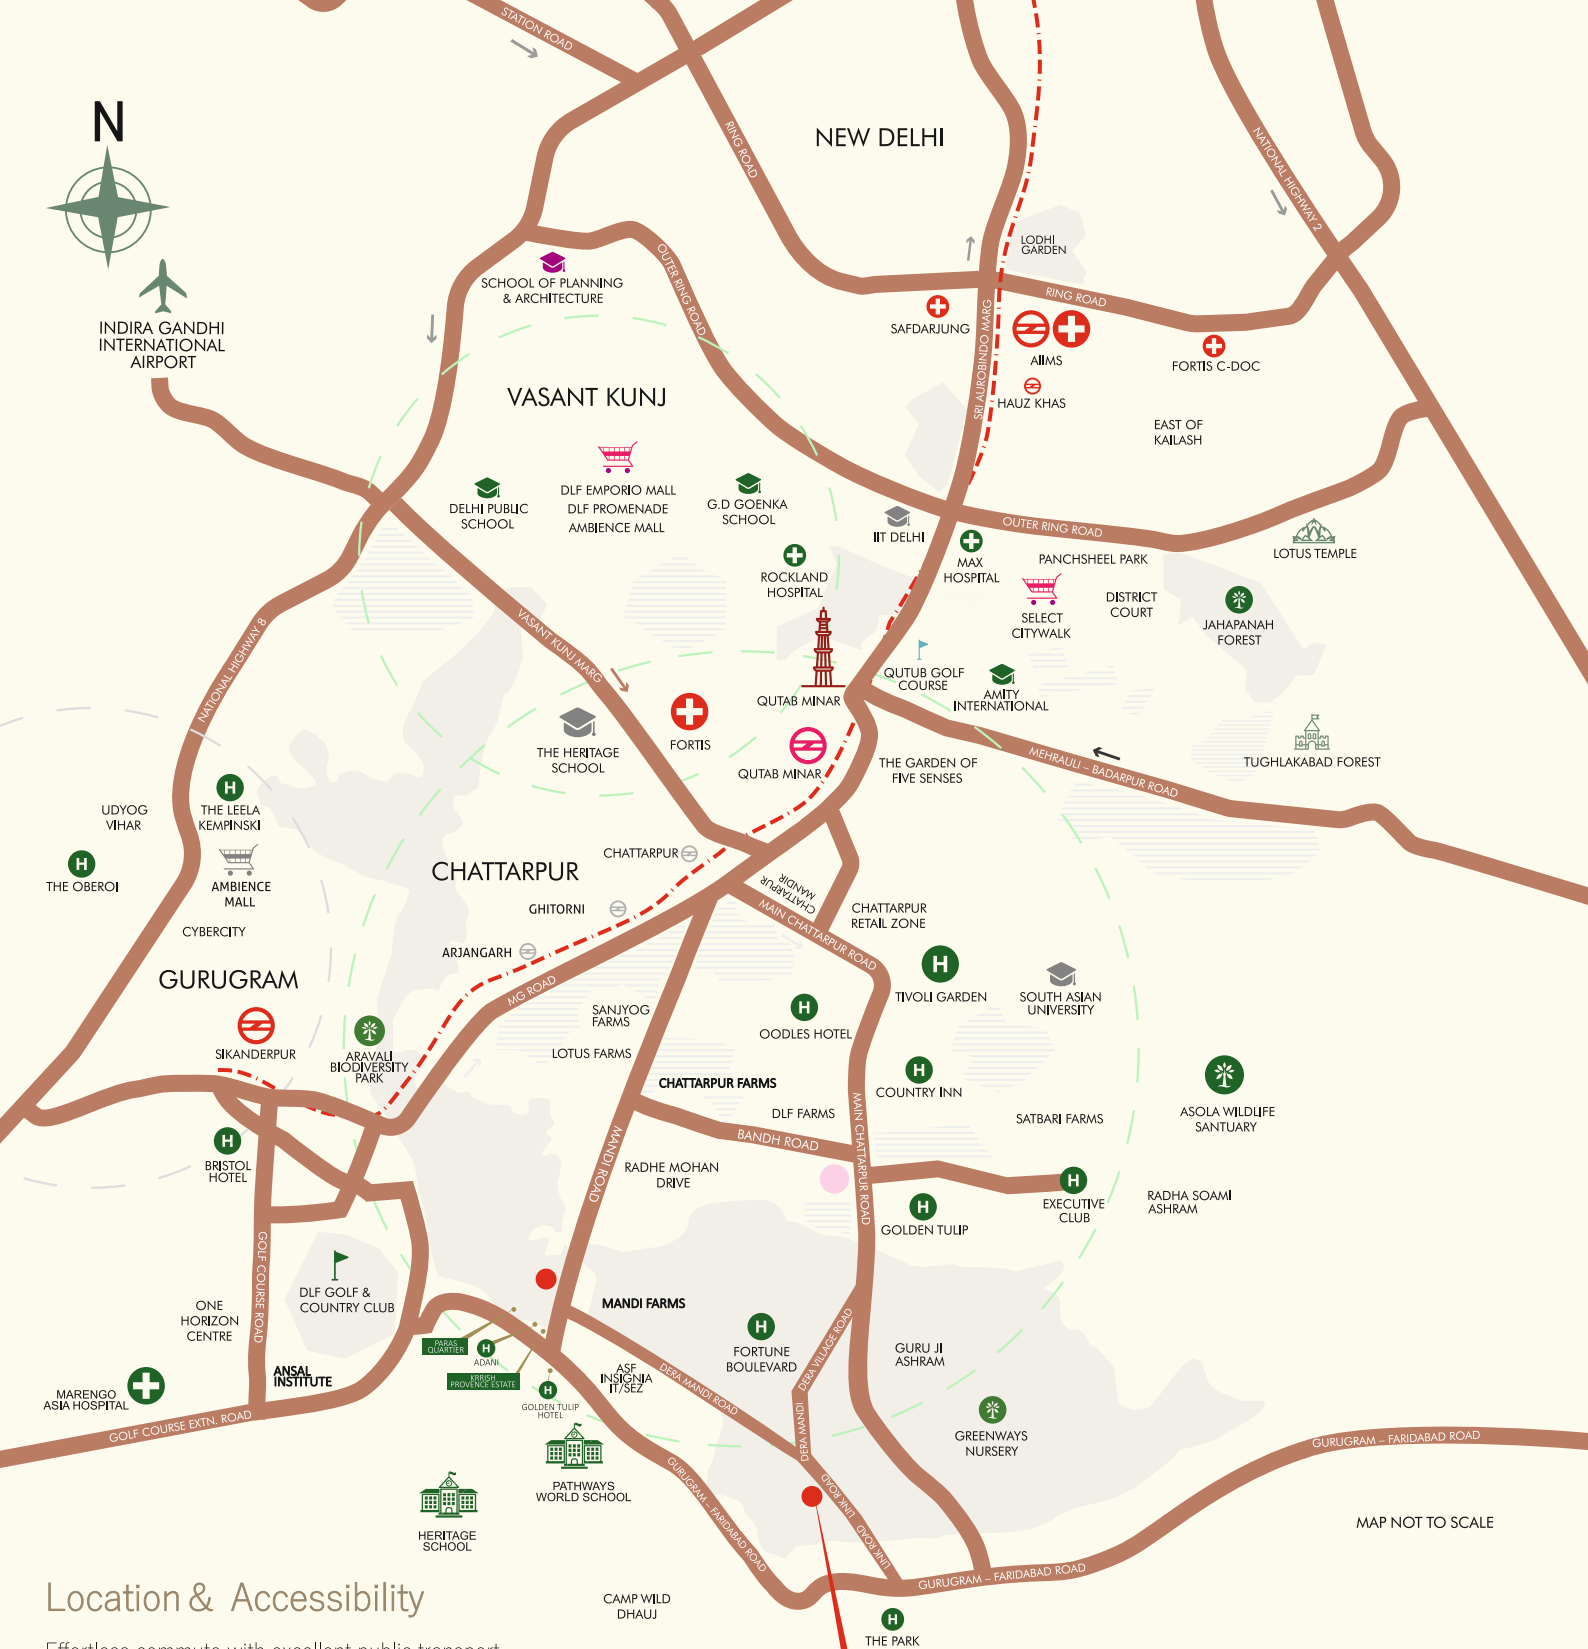 STATION ROAD
N
RING ROAD
NEW DELHI
NATIONAL HIGHWAY 2
LODHI
GARDEN
OUTER RING ROAD
SCHOOL OF PLANNING
& ARCHITECTURE
RING ROAD
SAFDARJUNG
SRI AUROBINDO MARG
AIIMS
FORTIS C-DOC
HAUZ KHAS
INDIRA GANDHI
INTERNATIONAL
AIRPORT
VASANT KUNJ
EAST OF
KAILASH
DELHI PUBLIC
SCHOOL
DLF EMPORIO MALL
DLF PROMENADE
AMBIENCE MALL
G.D GOENKA
SCHOOL
IIT DELHI
OUTER RING ROAD
LOTUS TEMPLE
ROCKLAND
HOSPITAL
MAX
HOSPITAL
PANCHSHEEL PARK
SELECT
CITYWALK
DISTRICT
COURT
JAHAPANAH
FOREST
NATIONAL HIGHWAY 8
VASANT KUNJ MARG
QUTUB GOLF
COURSE
AMITY
INTERNATIONAL
QUTAB MINAR
FORTIS
THE HERITAGE
SCHOOL
QUTAB MINAR
THE GARDEN OF
FIVE SENSES
MEHRAULI – BADARPUR ROAD
TUGHLAKABAD FOREST
UDYOG
VIHAR
H
THE LEELA
KEMPINSKI
H
THE OBEROI
AMBIENCE
MALL
CYBERCITY
CHATTARPUR
CHATTARPUR
GHITORNI
ARJANGARH
CHATTARPUR
MANDIR
MAIN CHATTARPUR ROAD
CHATTARPUR
RETAIL ZONE
GURUGRAM
SIKANDERPUR
MG ROAD
H
TIVOLI GARDEN
SOUTH ASIAN
UNIVERSITY
SANJYOG
FARMS
H
OODLES HOTEL
LOTUS FARMS
ARAVALI
BIODIVERSITY
PARK
CHATTARPUR FARMS
DLF FARMS
H
COUNTRY INN
SATBARI FARMS
ASOLA WILDLIFE
SANTUARY
MAIN CHATTARPUR ROAD
BANDH ROAD
MANDI ROAD
RADHE MOHAN
DRIVE
H
BRISTOL
HOTEL
H
EXECUTIVE
CLUB
RADHA SOAMI
ASHRAM
H
GOLDEN TULIP
GOLF COURSE ROAD
DLF GOLF &
COUNTRY CLUB
ONE
HORIZON
CENTRE
MANDI FARMS
H
FORTUNE
BOULEVARD
DERA VILLAGE ROAD
GURU JI
ASHRAM
PARAS
QUARTIER
H
ADANI
KRRISH
PROVENCE ESTATE
H
GOLDEN TULIP
HOTEL
ASF
INSIGNIA
IT/SEZ
DERA MANDI ROAD
ANSAL
INSTITUTE
MARENGO
ASIA HOSPITAL
GOLF COURSE EXTN. ROAD
DERA MANDI
LINK ROAD
LINK ROAD
GREENWAYS
NURSERY
GURUGRAM – FARIDABAD ROAD
PATHWAYS
WORLD SCHOOL
HERITAGE
SCHOOL
GURUGRAM – FARIDABAD ROAD
MAP NOT TO SCALE
GURUGRAM – FARIDABAD ROAD
CAMP WILD
DHAUJ
H
THE PARK
Location & Accessibility
Effortless commute with excellent public transport